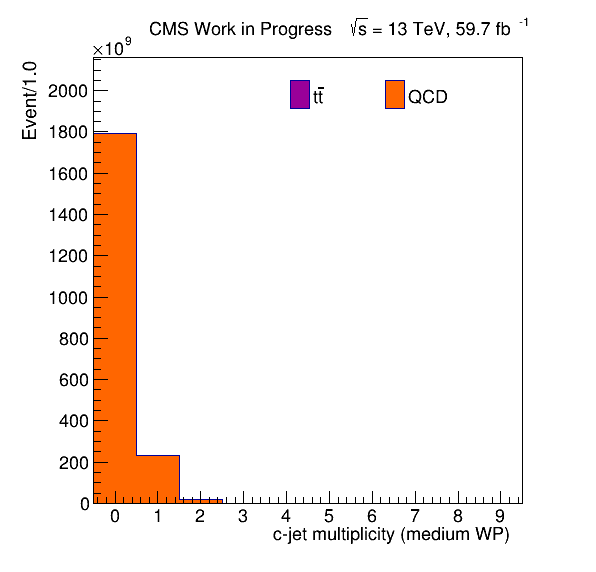 CMS Work in Progress √s = 13 TeV, 59.7 fb⁻¹
×10⁹
Event/1.0
tt̄
QCD
2000
1800
1600
1400
1200
1000
800
600
400
200
0
0 1 2 3 4 5 6 7 8 9
c-jet multiplicity (medium WP)